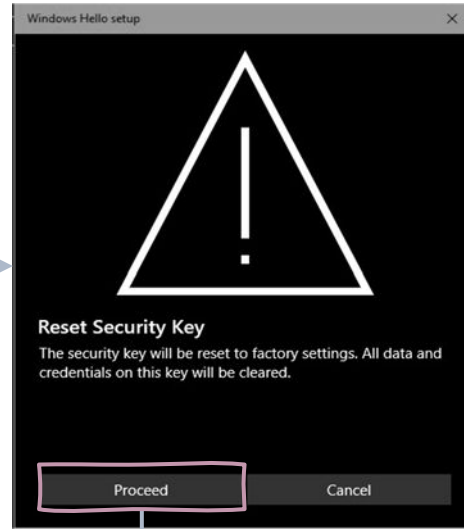 Windows Hello setup
Reset Security Key
The security key will be reset to factory settings. All data and
credentials on this key will be cleared.
Proceed Cancel